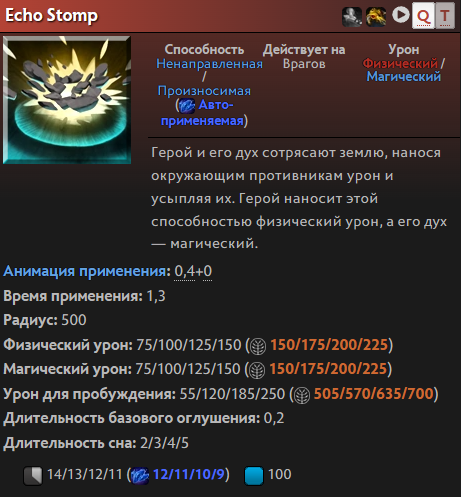 Echo Stomp
Q T
Способность Действует на Урон
Ненаправленная Врагов Физический /
/ Магический
Произносимая
( Авто-
применяемая)
Герой и его дух сотрясают землю, нанося
окружающим противникам урон и
усыпляя их. Герой наносит этой
способностью физический урон, а его дух
— магический.
Анимация применения: 0,4+0
Время применения: 1,3
Радиус: 500
Физический урон: 75/100/125/150 ( 150/175/200/225)
Магический урон: 75/100/125/150 ( 150/175/200/225)
Урон для пробуждения: 55/120/185/250 ( 505/570/635/700)
Длительность базового оглушения: 0,2
Длительность сна: 2/3/4/5
14/13/12/11 ( 12/11/10/9) 100